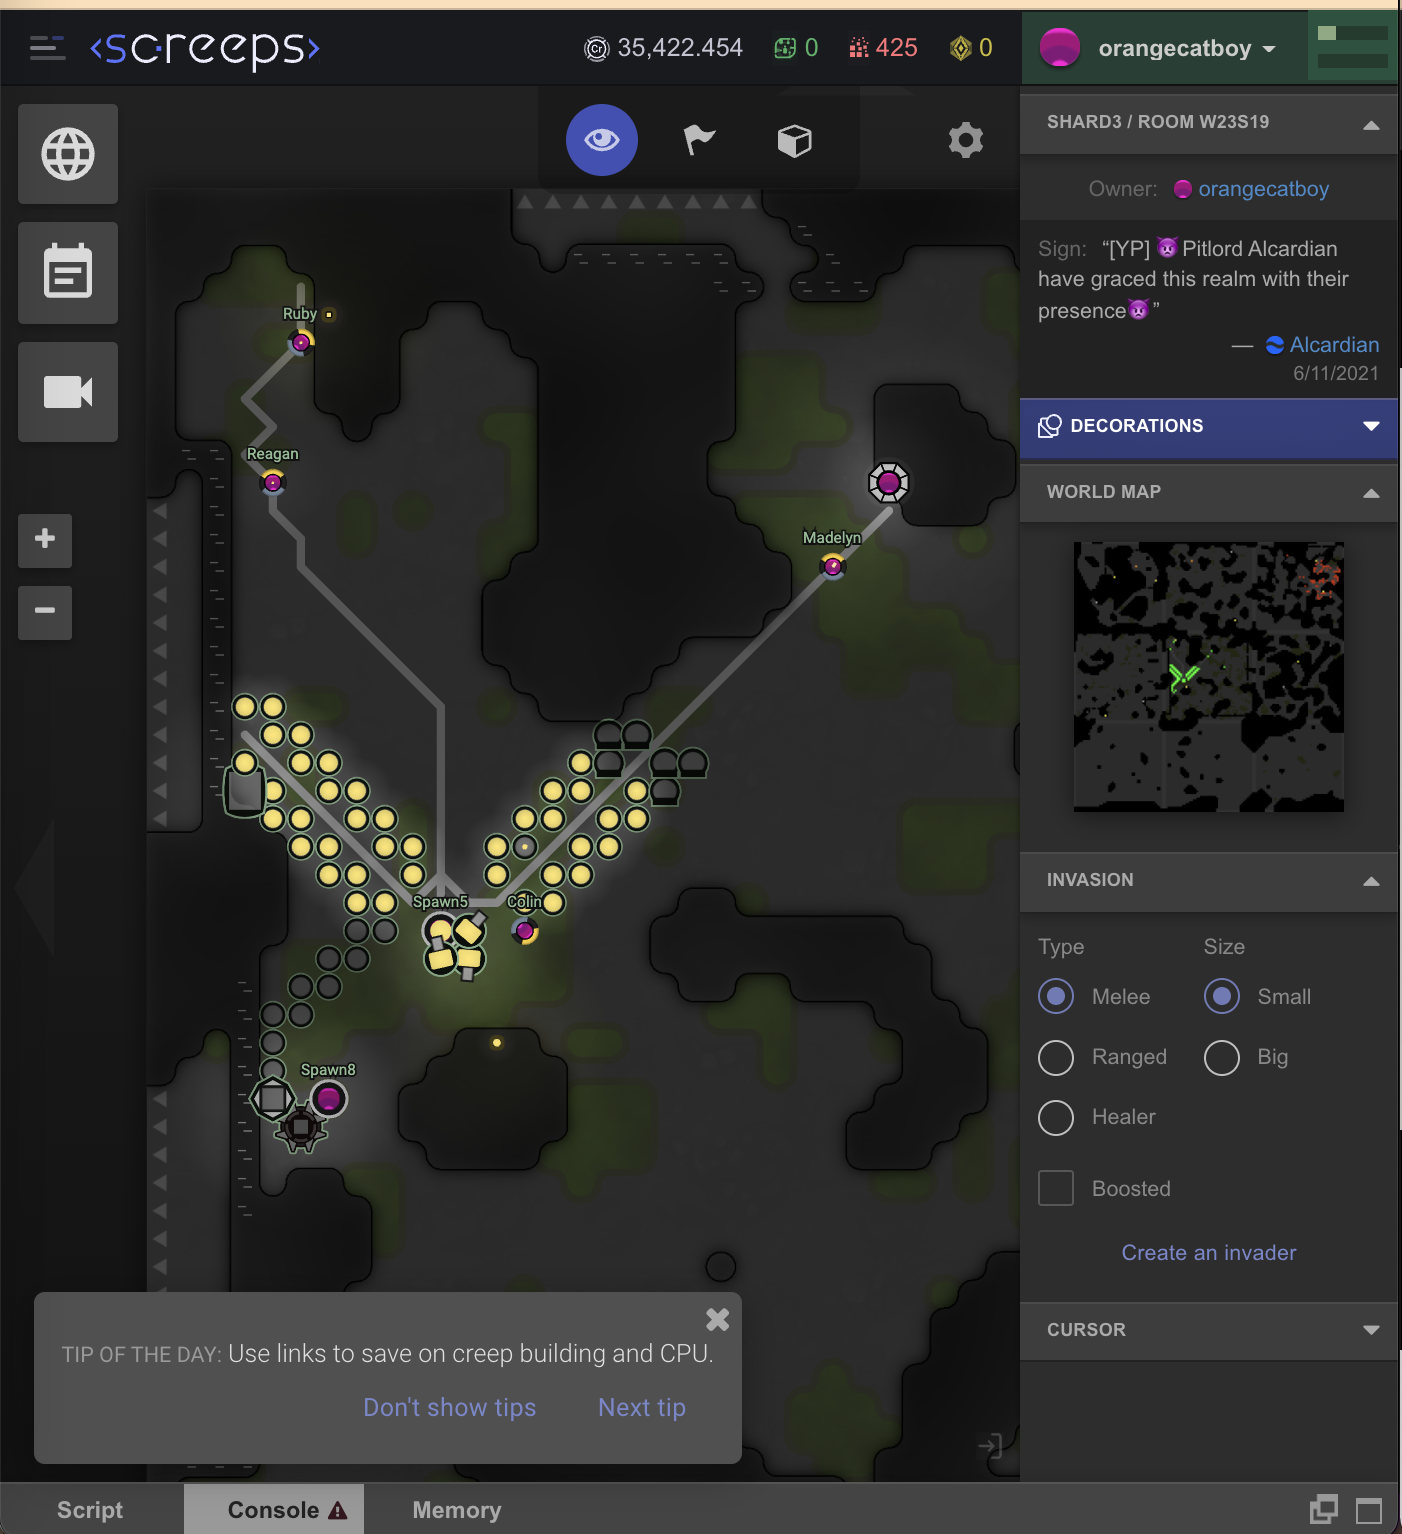 screeps
35,422.454
0
425
0
orangecatboy
SHARD3 / ROOM W23S19
Owner: orangecatboy
Sign: “[YP] 👿Pitlord Alcardian
have graced this realm with their
presence👿”
— Alcardian
6/11/2021
DECORATIONS
WORLD MAP
INVASION
Type
Size
Melee
Small
Ranged
Big
Healer
Boosted
Create an invader
CURSOR
Ruby
Reagan
Madelyn
Spawn5
Colin
Spawn8
TIP OF THE DAY: Use links to save on creep building and CPU.
Don't show tips
Next tip
Script
Console
Memory